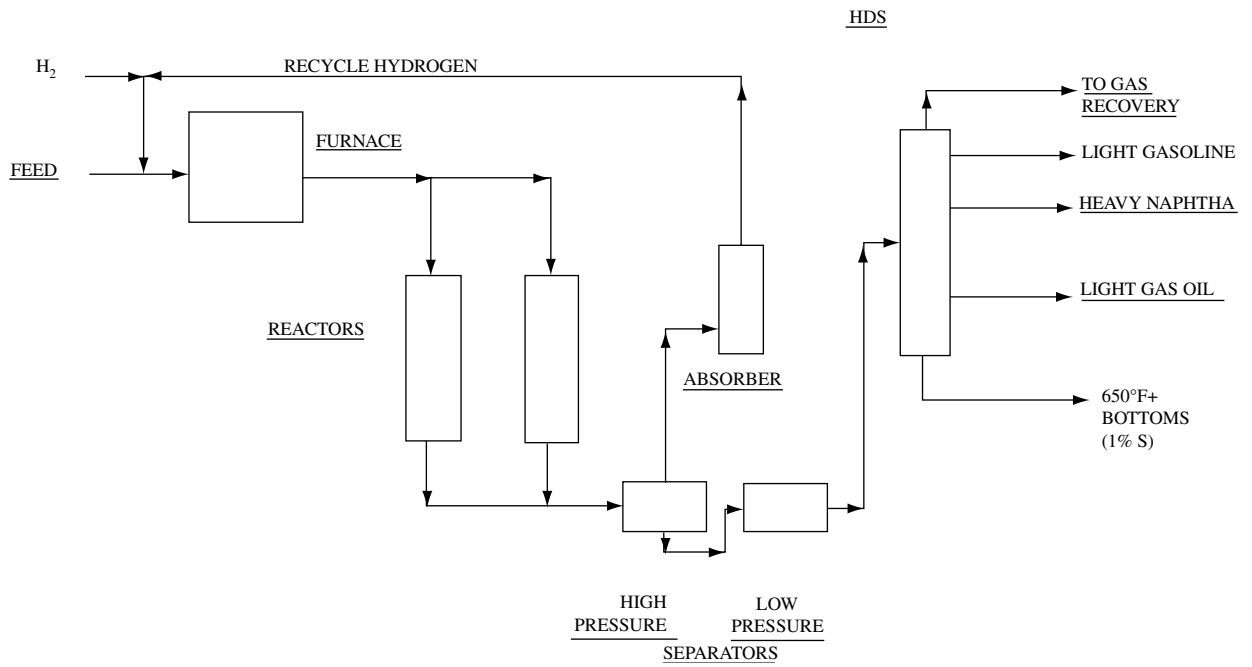 HDS
H2
RECYCLE HYDROGEN
TO GAS
RECOVERY
FURNACE
LIGHT GASOLINE
FEED
HEAVY NAPHTHA
LIGHT GAS OIL
REACTORS
ABSORBER
650°F+
BOTTOMS
(1% S)
HIGH
PRESSURE
LOW
PRESSURE
SEPARATORS